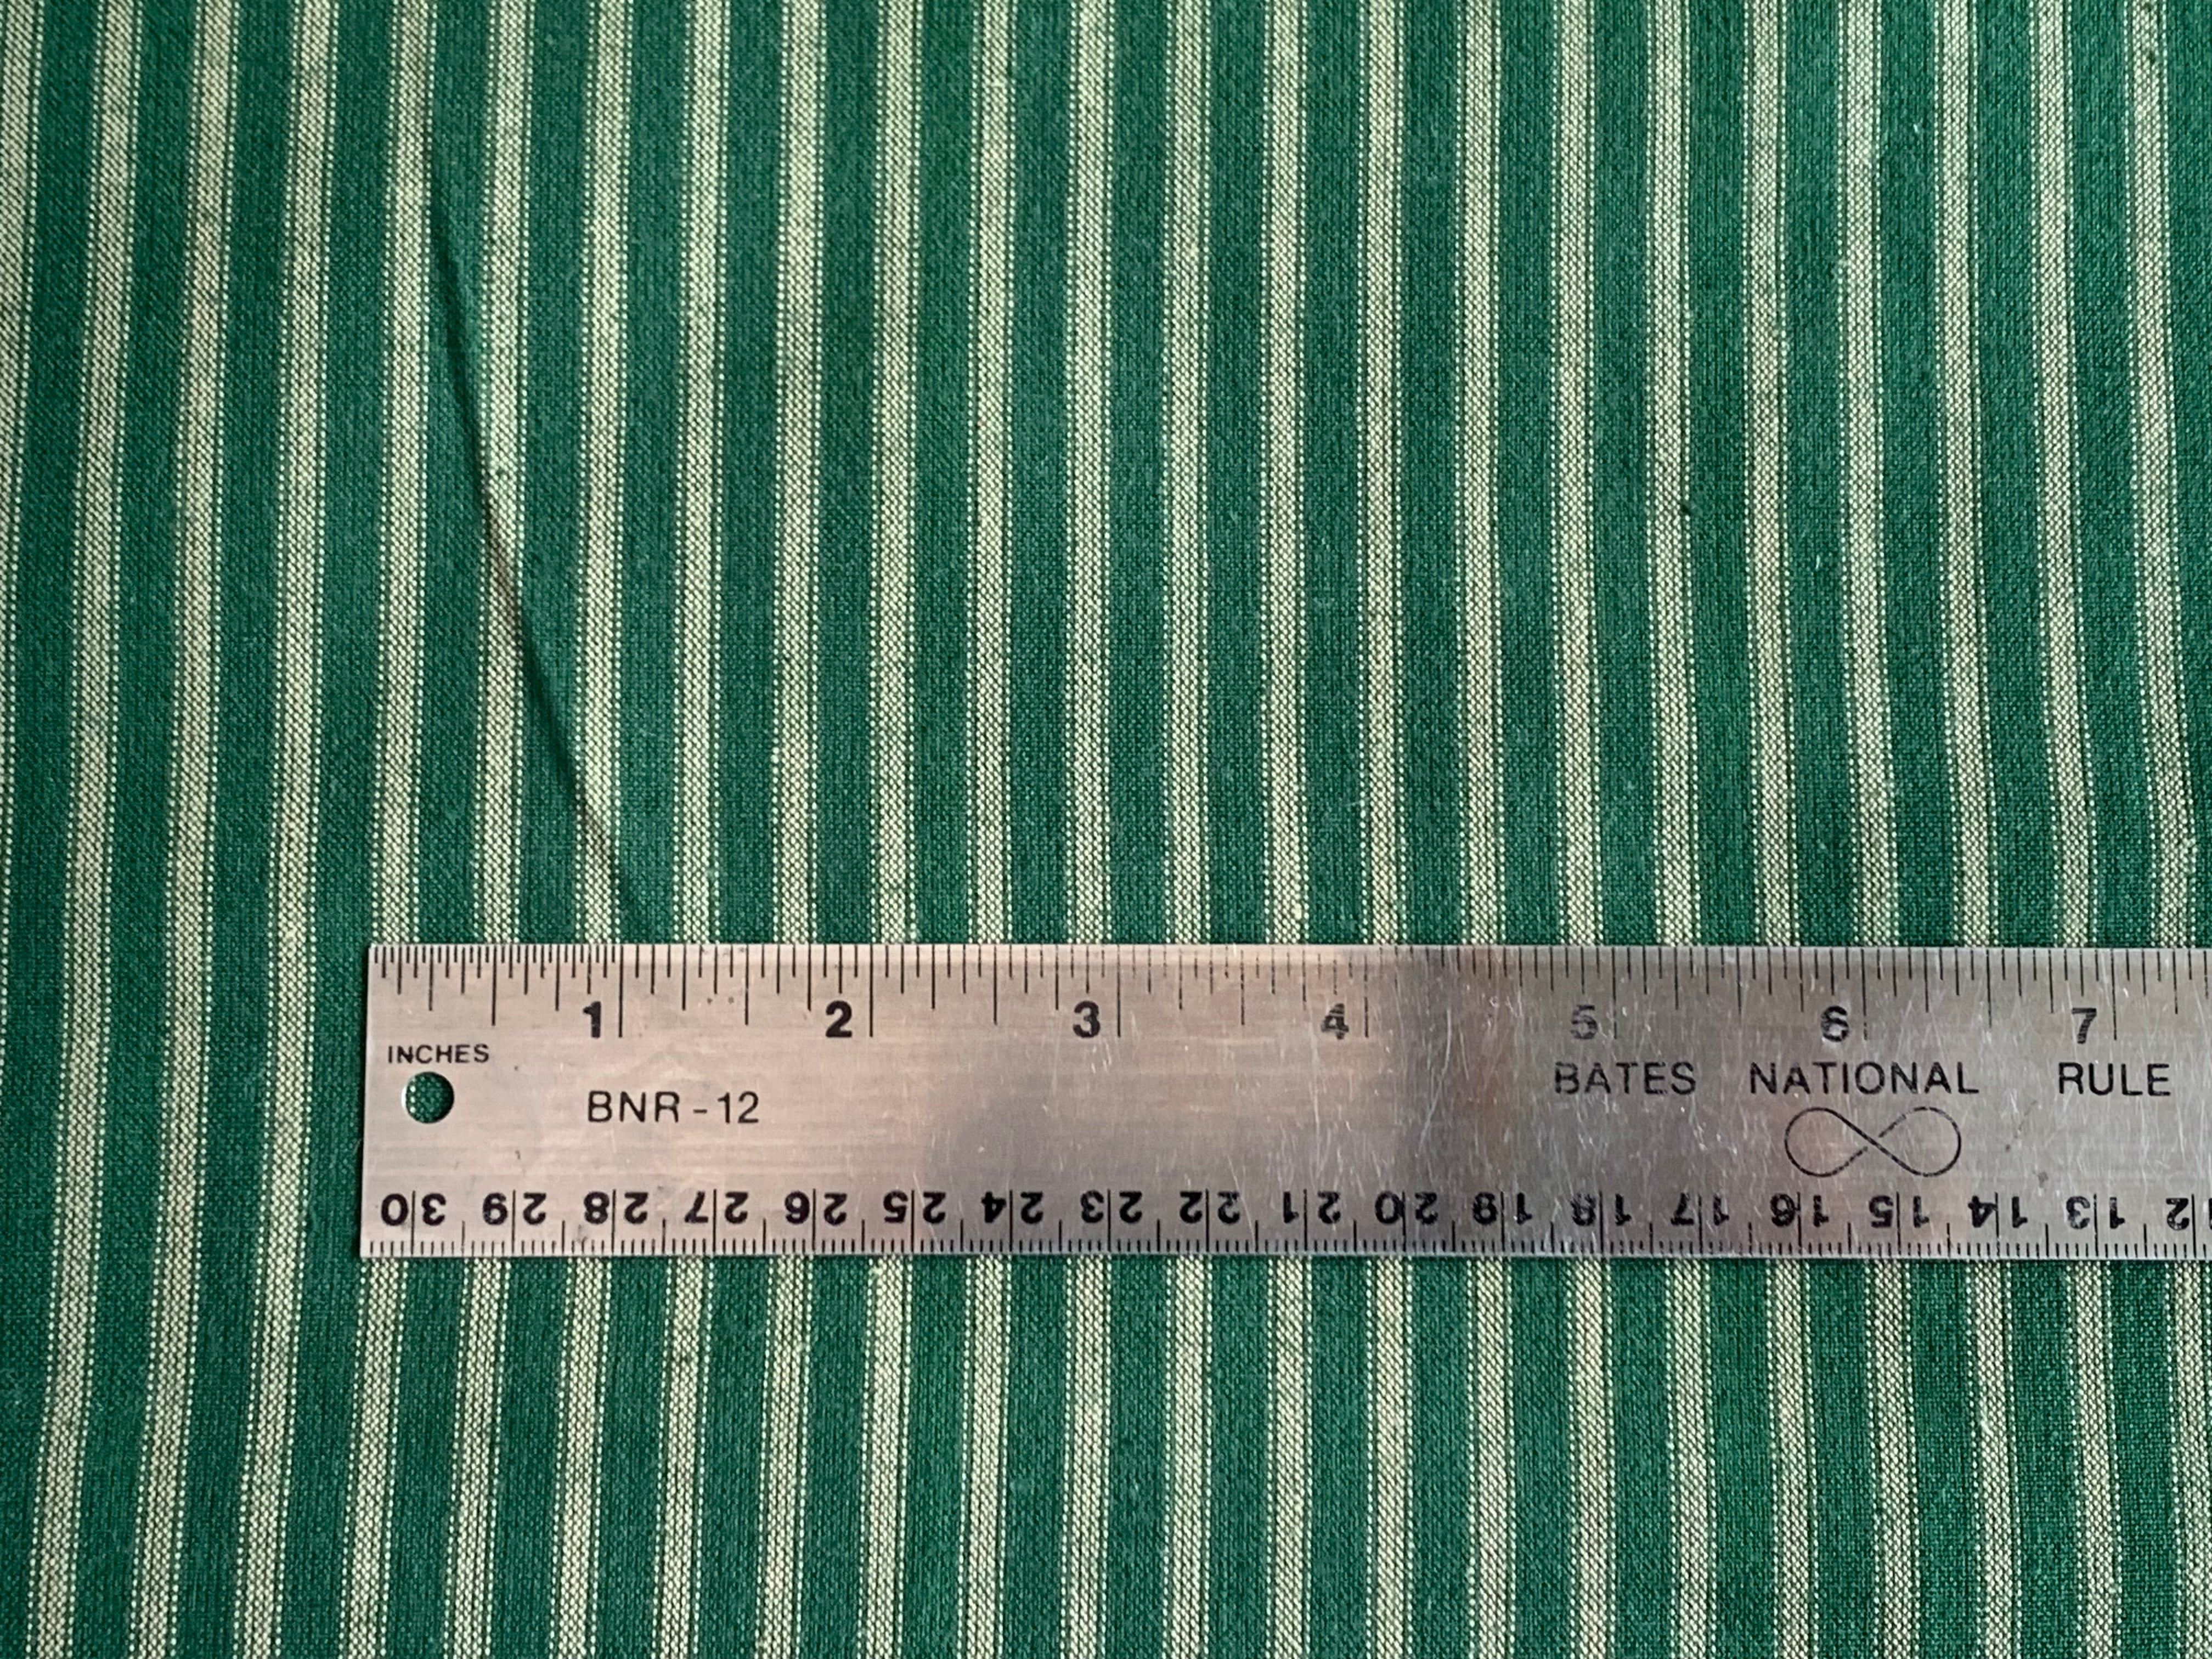 1 2 3 4 5 6 7
INCHES
BATES NATIONAL RULE
BNR-12
30 29 28 27 26 25 24 23 22 21 20 19 18 17 16 15 14 13